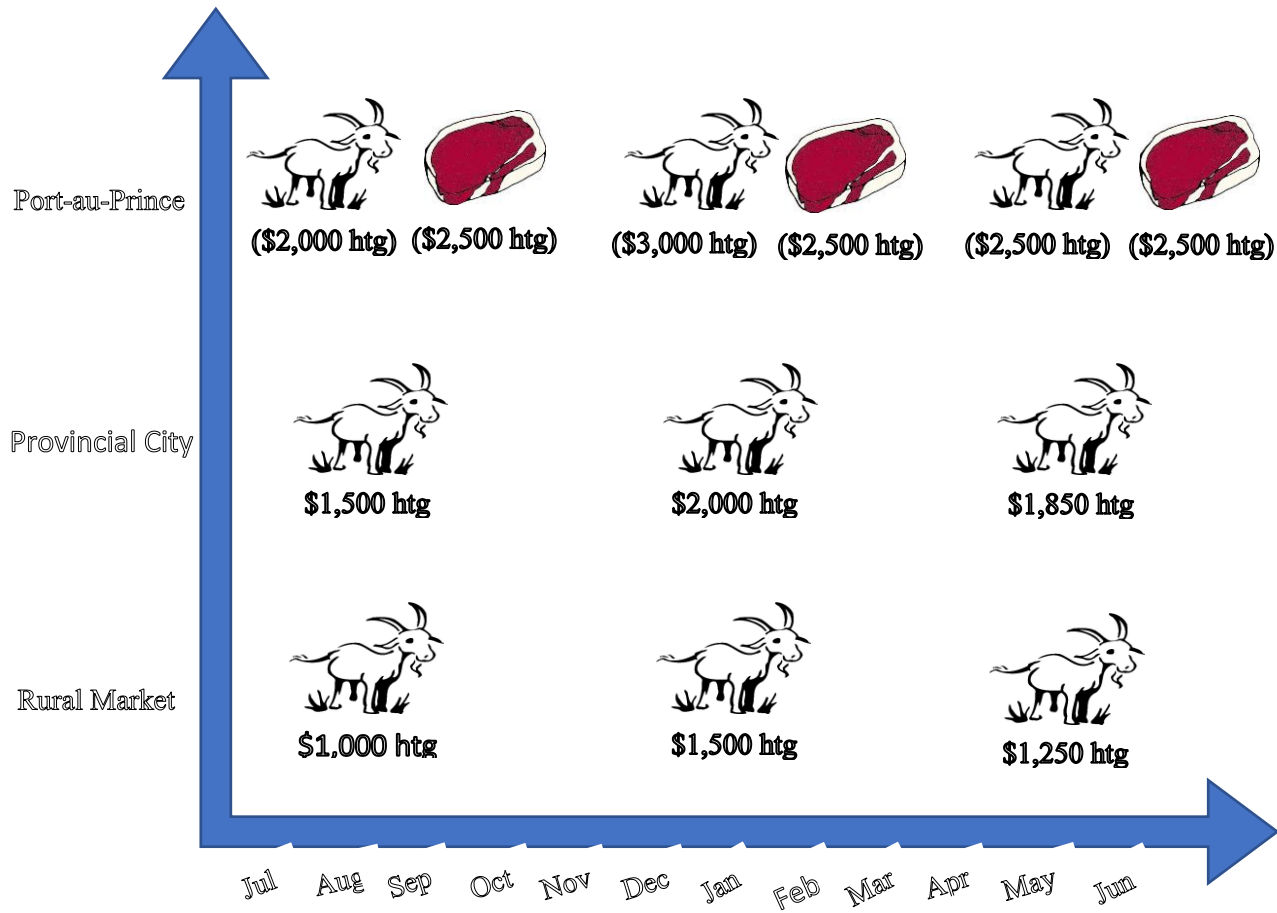 Port-au-Prince
($2,000 htg) ($2,500 htg) ($3,000 htg) ($2,500 htg) ($2,500 htg) ($2,500 htg)
Provincial City
$1,500 htg $2,000 htg $1,850 htg
Rural Market
$1,000 htg $1,500 htg $1,250 htg
Jul Aug Sep Oct Nov Dec Jan Feb Mar Apr May Jun